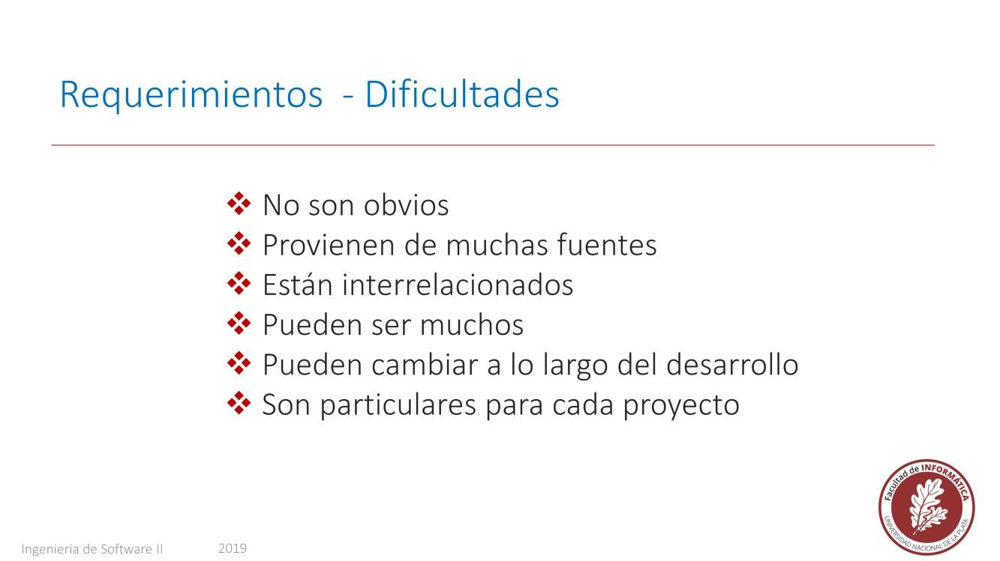 Requerimientos - Dificultades
❖ No son obvios
❖ Provienen de muchas fuentes
❖ Están interrelacionados
❖ Pueden ser muchos
❖ Pueden cambiar a lo largo del desarrollo
❖ Son particulares para cada proyecto
Facultad de INFORMÁTICA
UNIVERSIDAD NACIONAL DE LA PLATA
Ingenieria de Software II 2019